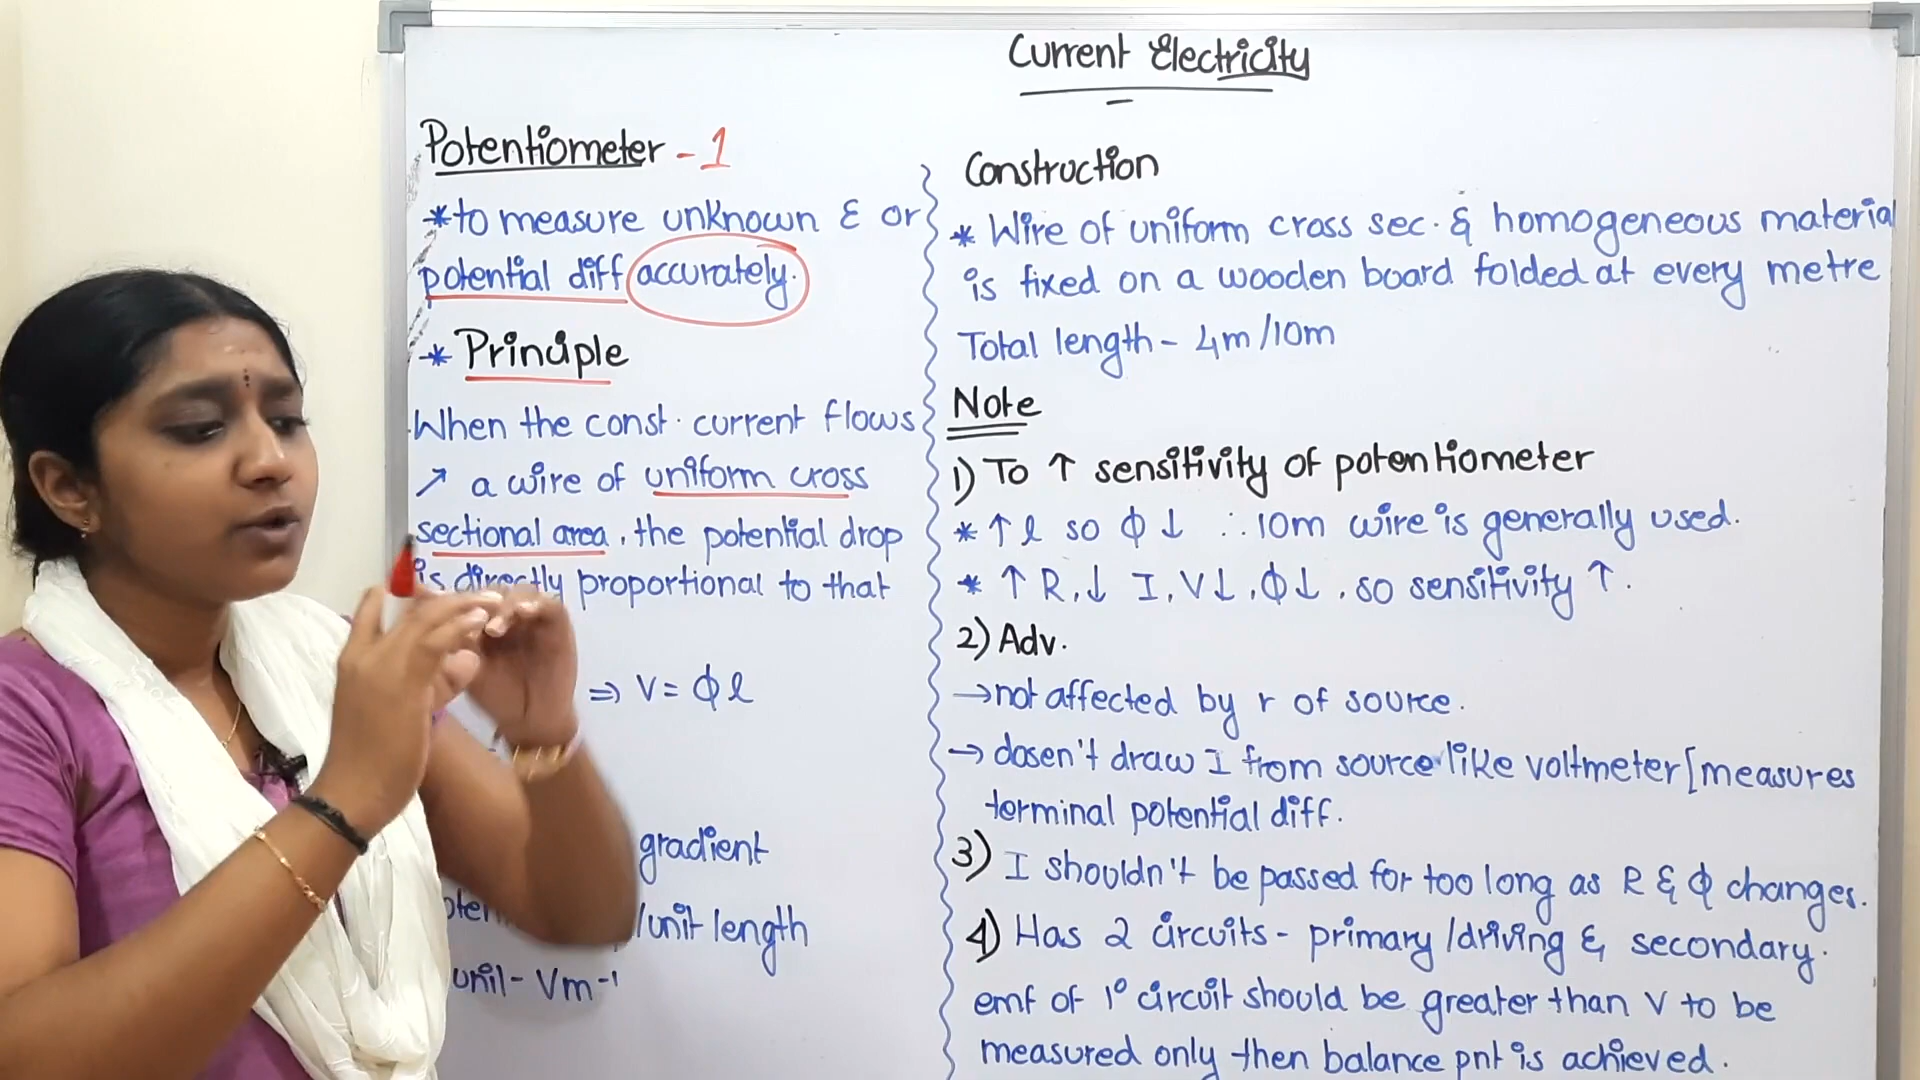 Current Electricity
Potentiometer - 1
* to measure unknown ε or
potential diff accurately.
* Principle
When the const. current flows
↗ a wire of uniform cross
sectional area, the potential drop
is directly proportional to that
⇒ V = Φ l
gradient
/unit length
unit - Vm⁻¹
Construction
* Wire of uniform cross sec. & homogeneous material
is fixed on a wooden board folded at every metre
Total length - 4m/10m
Note
1) To ↑ sensitivity of potentiometer
* ↑ l so Φ ↓ ∴ 10m wire is generally used.
* ↑ R, ↓ I, V↓, Φ↓, so sensitivity ↑.
2) Adv.
→ not affected by r of source.
→ dosen't draw I from source like voltmeter [measures
terminal potential diff.
3) I shouldn't be passed for too long as R & Φ changes.
4) Has 2 circuits - primary/driving & secondary.
emf of 1° circuit should be greater than V to be
measured only then balance pnt is achieved.